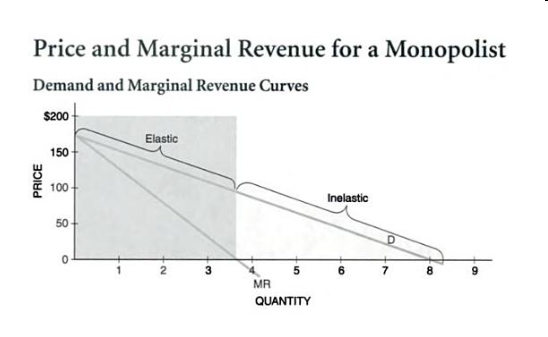 Price and Marginal Revenue for a Monopolist
Demand and Marginal Revenue Curves
$200
Elastic
150
PRICE
100
Inelastic
50
D
0
1 2 3 4 5 6 7 8 9
MR
QUANTITY